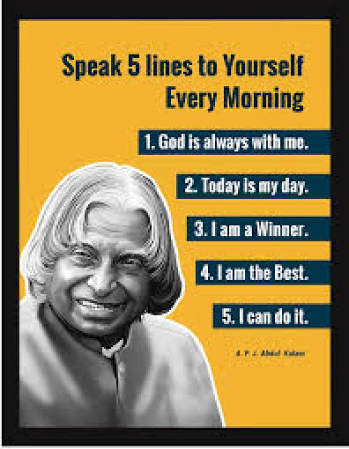 Speak 5 lines to Yourself
Every Morning
1. God is always with me.
2. Today is my day.
3. I am a Winner.
4. I am the Best.
5. I can do it.
A. P. J. Abdul Kalam